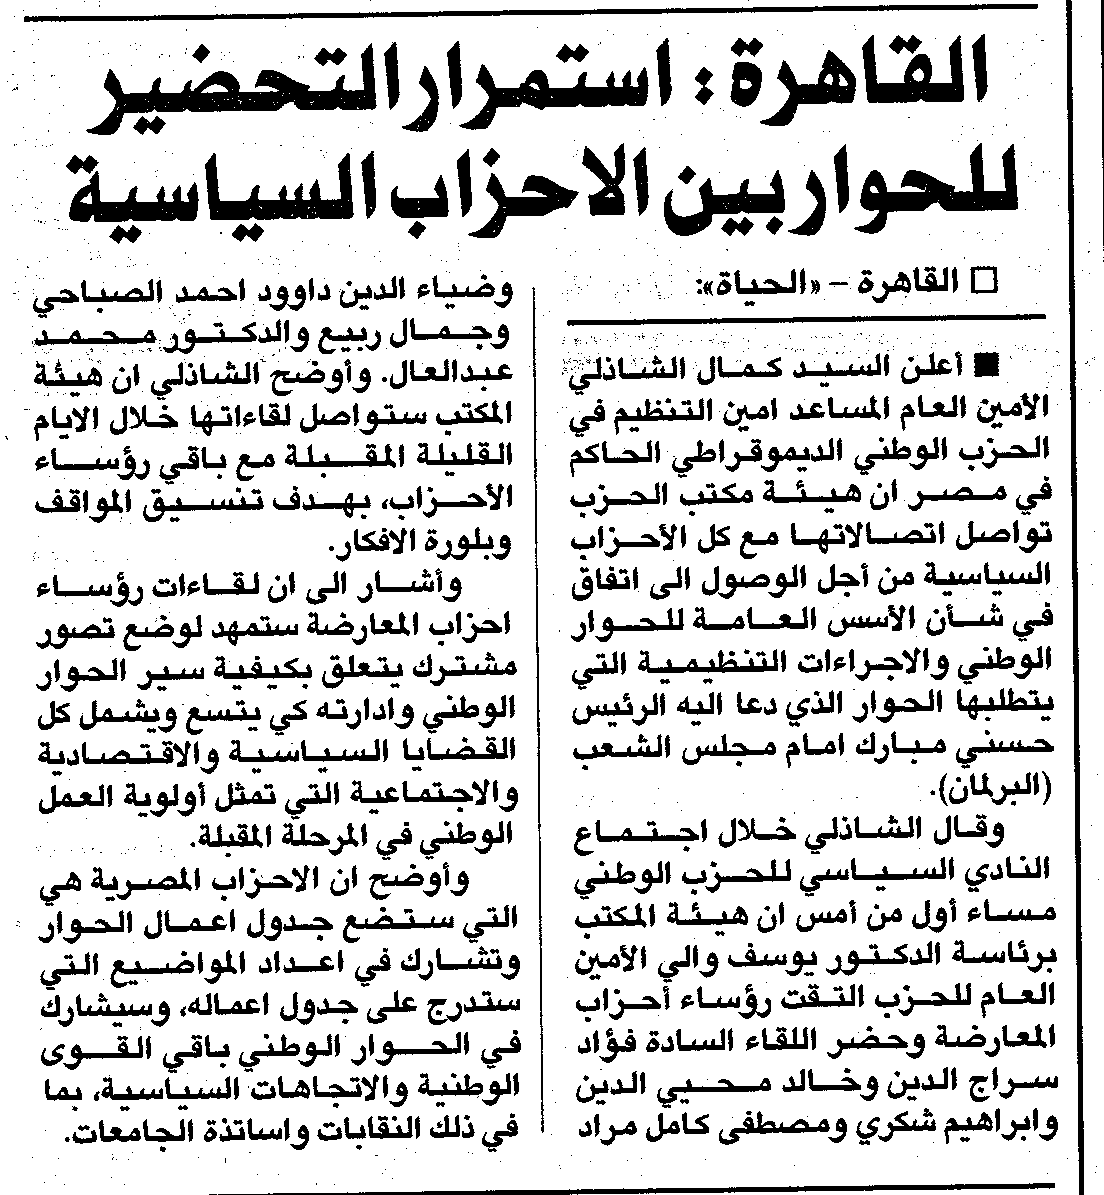 القاهرة: استمرار التحضير
للحوار بين الاحزاب السياسية
□ القاهرة – «الحياة»:
■ أعلن السيد كمال الشاذلي
الأمين العام المساعد امين التنظيم في
الحزب الوطني الديموقراطي الحاكم
في مصر ان هيئة مكتب الحزب
تواصل اتصالاتها مع كل الأحزاب
السياسية من أجل الوصول الى اتفاق
في شأن الأسس العامة للحوار
الوطني والاجراءات التنظيمية التي
يتطلبها الحوار الذي دعا اليه الرئيس
حسني مبارك امام مجلس الشعب
(البرلمان).
وقال الشاذلي خلال اجتماع
النادي السياسي للحزب الوطني
مساء أول من أمس ان هيئة المكتب
برئاسة الدكتور يوسف والي الأمين
العام للحزب التقت رؤساء أحزاب
المعارضة وحضر اللقاء السادة فؤاد
سراج الدين وخالد محيي الدين
وابراهيم شكري ومصطفى كامل مراد
وضياء الدين داوود احمد الصباحي
وجمال ربيع والدكتور محمد
عبدالعال. وأوضح الشاذلي ان هيئة
المكتب ستواصل لقاءاتها خلال الايام
القليلة المقبلة مع باقي رؤساء
الأحزاب، بهدف تنسيق المواقف
وبلورة الافكار.
وأشار الى ان لقاءات رؤساء
احزاب المعارضة ستمهد لوضع تصور
مشترك يتعلق بكيفية سير الحوار
الوطني وادارته كي يتسع ويشمل كل
القضايا السياسية والاقتصادية
والاجتماعية التي تمثل أولوية العمل
الوطني في المرحلة المقبلة.
وأوضح ان الاحزاب المصرية هي
التي ستضع جدول اعمال الحوار
وتشارك في اعداد المواضيع التي
ستدرج على جدول اعماله، وسيشارك
في الحوار الوطني باقي القوى
الوطنية والاتجاهات السياسية، بما
في ذلك النقابات واساتذة الجامعات.